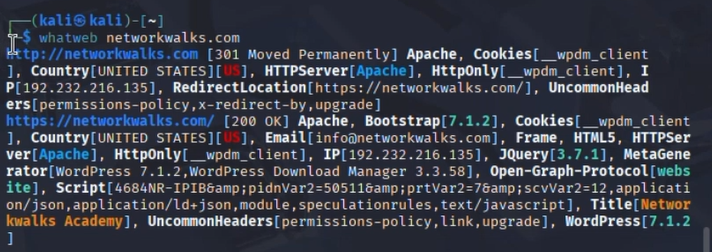 ┌──(kali㉿kali)-[~]
└─$ whatweb networkwalks.com
http://networkwalks.com [301 Moved Permanently] Apache, Cookies[__wpdm_client
], Country[UNITED STATES][US], HTTPServer[Apache], HttpOnly[__wpdm_client], I
P[192.232.216.135], RedirectLocation[https://networkwalks.com/], UncommonHead
ers[permissions-policy,x-redirect-by,upgrade]
https://networkwalks.com/ [200 OK] Apache, Bootstrap[7.1.2], Cookies[__wpdm_client
], Country[UNITED STATES][US], Email[info@networkwalks.com], Frame, HTML5, HTTPSer
ver[Apache], HttpOnly[__wpdm_client], IP[192.232.216.135], JQuery[3.7.1], MetaGene
rator[WordPress 7.1.2,WordPress Download Manager 3.3.58], Open-Graph-Protocol[webs
ite], Script[4684NR-IPIB&amp;pidnVar2=50511&amp;prtVar2=7&amp;scvVar2=12,applicati
on/json,application/ld+json,module,speculationrules,text/javascript], Title[Networ
kwalks Academy], UncommonHeaders[permissions-policy,link,upgrade], WordPress[7.1.2
]